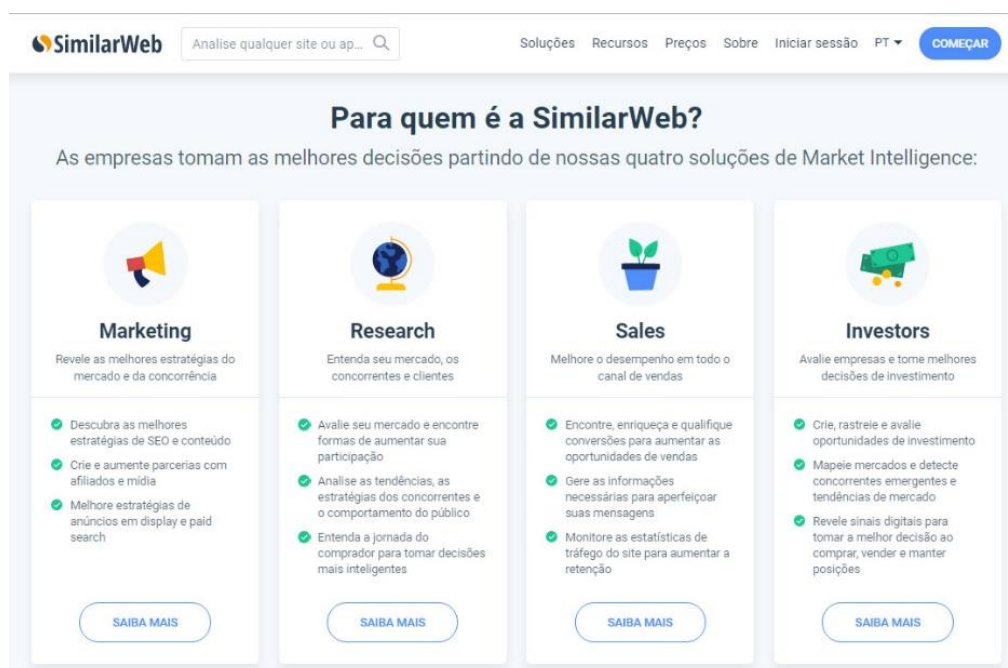 SimilarWeb
Analise qualquer site ou ap...
Soluções Recursos Preços Sobre Iniciar sessão PT
COMEÇAR
Para quem é a SimilarWeb?
As empresas tomam as melhores decisões partindo de nossas quatro soluções de Market Intelligence:
Marketing
Revele as melhores estratégias do
mercado e da concorrência
Descubra as melhores
estratégias de SEO e conteúdo
Crie e aumente parcerias com
afiliados e mídia
Melhore estratégias de
anúncios em display e paid
search
SAIBA MAIS
Research
Entenda seu mercado, os
concorrentes e clientes
Avalie seu mercado e encontre
formas de aumentar sua
participação
Analise as tendências, as
estratégias dos concorrentes e
o comportamento do público
Entenda a jornada do
comprador para tomar decisões
mais inteligentes
SAIBA MAIS
Sales
Melhore o desempenho em todo o
canal de vendas
Encontre, enriqueça e qualifique
conversões para aumentar as
oportunidades de vendas
Gere as informações
necessárias para aperfeiçoar
suas mensagens
Monitore as estatísticas de
tráfego do site para aumentar a
retenção
SAIBA MAIS
Investors
Avalie empresas e tome melhores
decisões de investimento
Crie, rastreie e avalie
oportunidades de investimento
Mapeie mercados e detecte
concorrentes emergentes e
tendências de mercado
Revele sinais digitais para
tomar a melhor decisão ao
comprar, vender e manter
posições
SAIBA MAIS